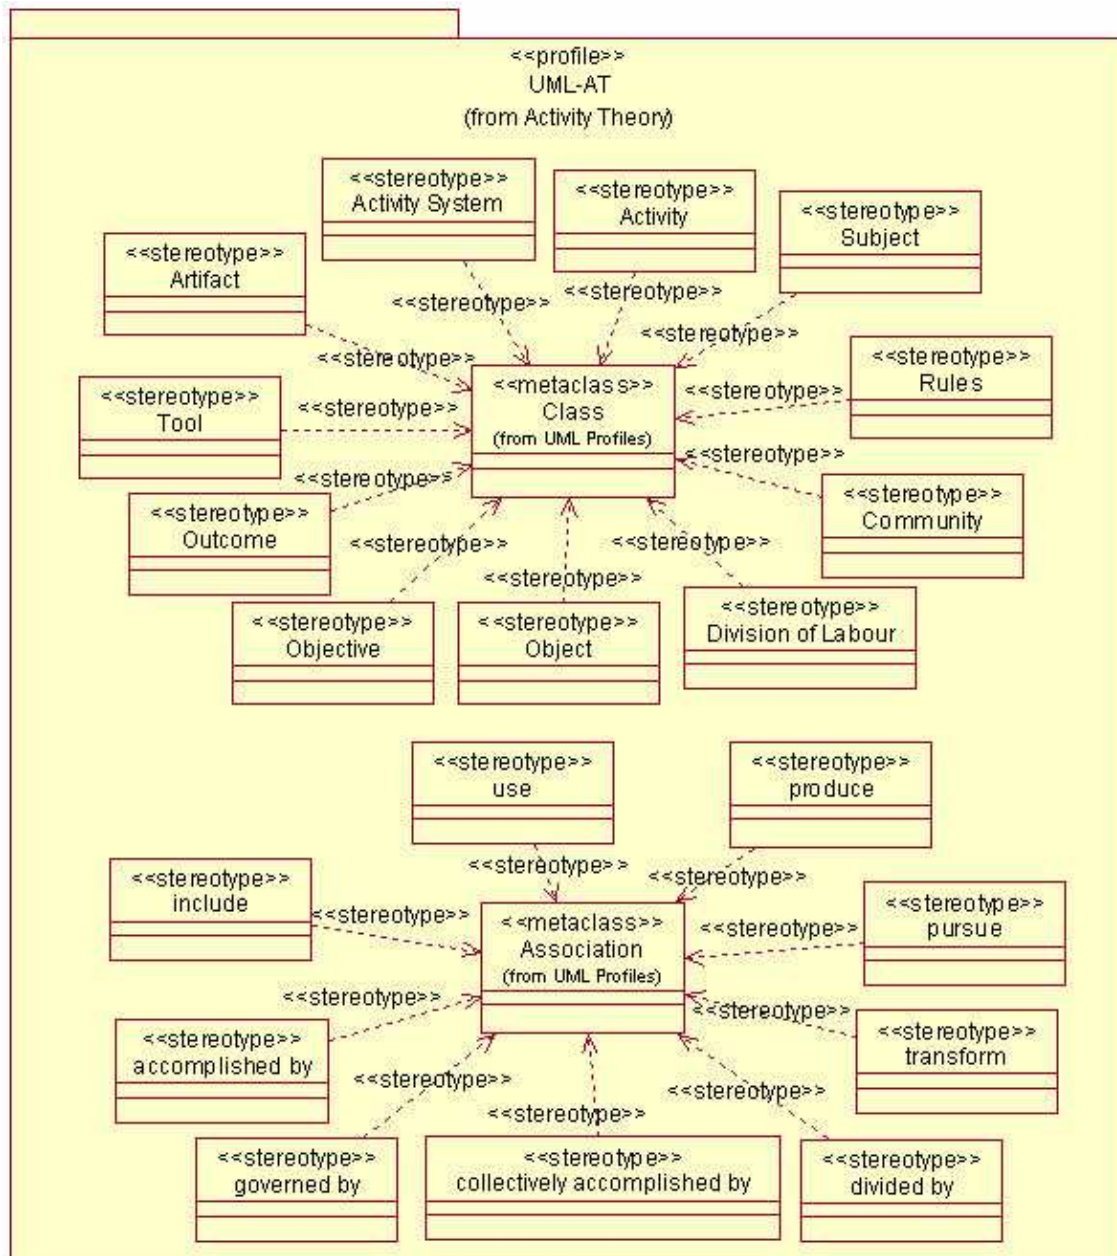 <<profile>>
UML-AT
(from Activity Theory)
<<stereotype>>
Activity System
<<stereotype>>
Activity
<<stereotype>>
Subject
<<stereotype>>
Artifact
<<stereotype>>
<<stereotype>>
<<stereotype>>
<<stereotype>>
<<stereotype>>
Rules
<<stereotype>>
Tool
<<stereotype>>
<<metaclass>>
Class
(from UML Profiles)
<<stereotype>>
<<stereotype>>
<<stereotype>>
<<stereotype>>
Outcome
<<stereotype>>
Community
<<stereotype>>
<<stereotype>>
<<stereotype>>
<<stereotype>>
Objective
<<stereotype>>
Object
<<stereotype>>
Division of Labour
<<stereotype>>
use
<<stereotype>>
produce
<<stereotype>>
<<stereotype>>
<<stereotype>>
include
<<stereotype>>
<<metaclass>>
Association
(from UML Profiles)
<<stereotype>>
<<stereotype>>
pursue
<<stereotype>>
<<stereotype>>
<<stereotype>>
accomplished by
<<stereotype>>
transform
<<stereotype>>
<<stereotype>>
<<stereotype>>
<<stereotype>>
governed by
<<stereotype>>
collectively accomplished by
<<stereotype>>
divided by